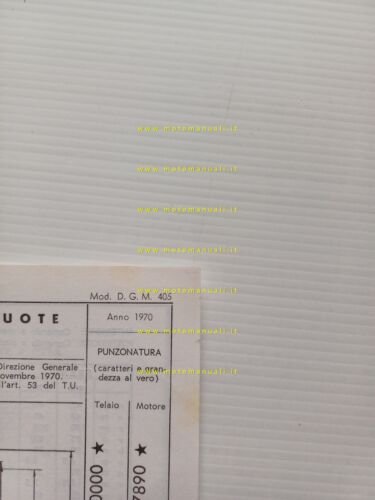 www.motomanuali.it
www.motomanuali.it
www.motomanuali.it
www.motomanuali.it
Mod. D. G. M. 405
UOTE
Anno 1970
www.motomanuali.it
PUNZONATURA
Direzione Generale
(caratteri e gran-
www.motomanuali.it
ovembre 1970.
dezza al vero)
l'art. 53 del T.U.
Telaio Motore
www.motomanuali.it
★
★
0000
7890